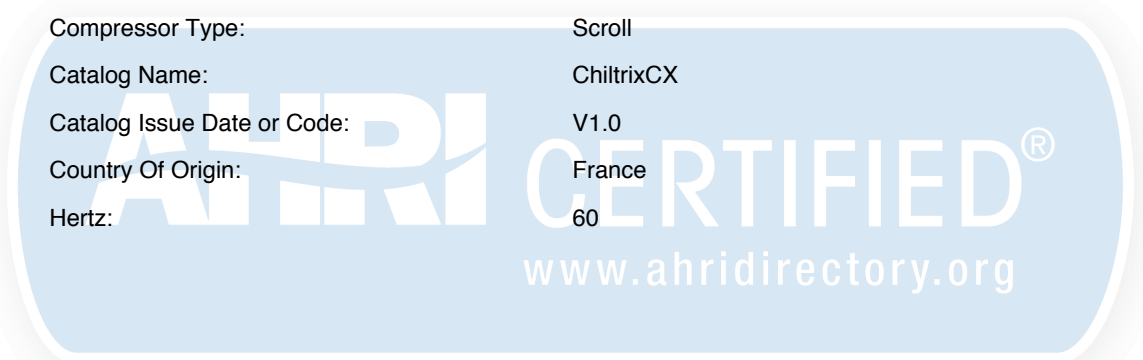 Compressor Type: Scroll
Catalog Name: ChiltrixCX
Catalog Issue Date or Code: V1.0
Country Of Origin: France
Hertz: 60
AHRI CERTIFIED®
www.ahridirectory.org